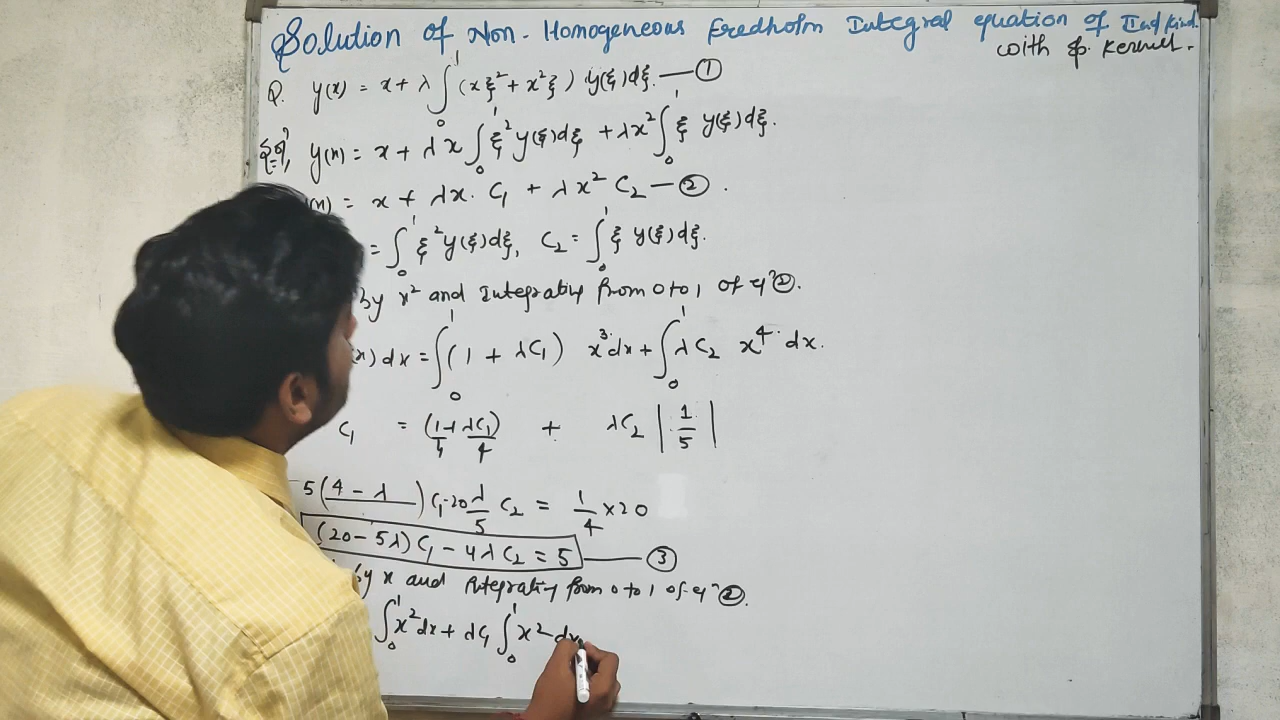 Solution of Non-Homogeneous Fredholm Integral equation of IInd kind.
with sp. kernel.
Q. y(x) = x + λ ∫₀¹ (xξ² + x²ξ) y(ξ)dξ. — ①
Solⁿ, y(x) = x + λ x ∫₀¹ ξ² y(ξ)dξ + λx² ∫₀¹ ξ y(ξ)dξ.
(x) = x + λx. C₁ + λ x² C₂ — ② .
= ∫₀¹ ξ² y(ξ)dξ, C₂ = ∫₀¹ ξ y(ξ)dξ.
by x² and Integrating from 0 to 1 of eqⁿ ②.
(x) dx = ∫₀¹ (1 + λC₁) x³ dx + ∫₀¹ λC₂ x⁴ dx.
C₁ = (1/4 + λC₁/4) + λC₂ |1/5|
5(4 - λ) C₁ - 20 λ/5 C₂ = 1/4 × 20
(20 - 5λ) C₁ - 4λ C₂ = 5 — ③
by x and Integrating from 0 to 1 of eqⁿ ②.
∫₀¹ x² dx + λC₁ ∫₀¹ x² dx